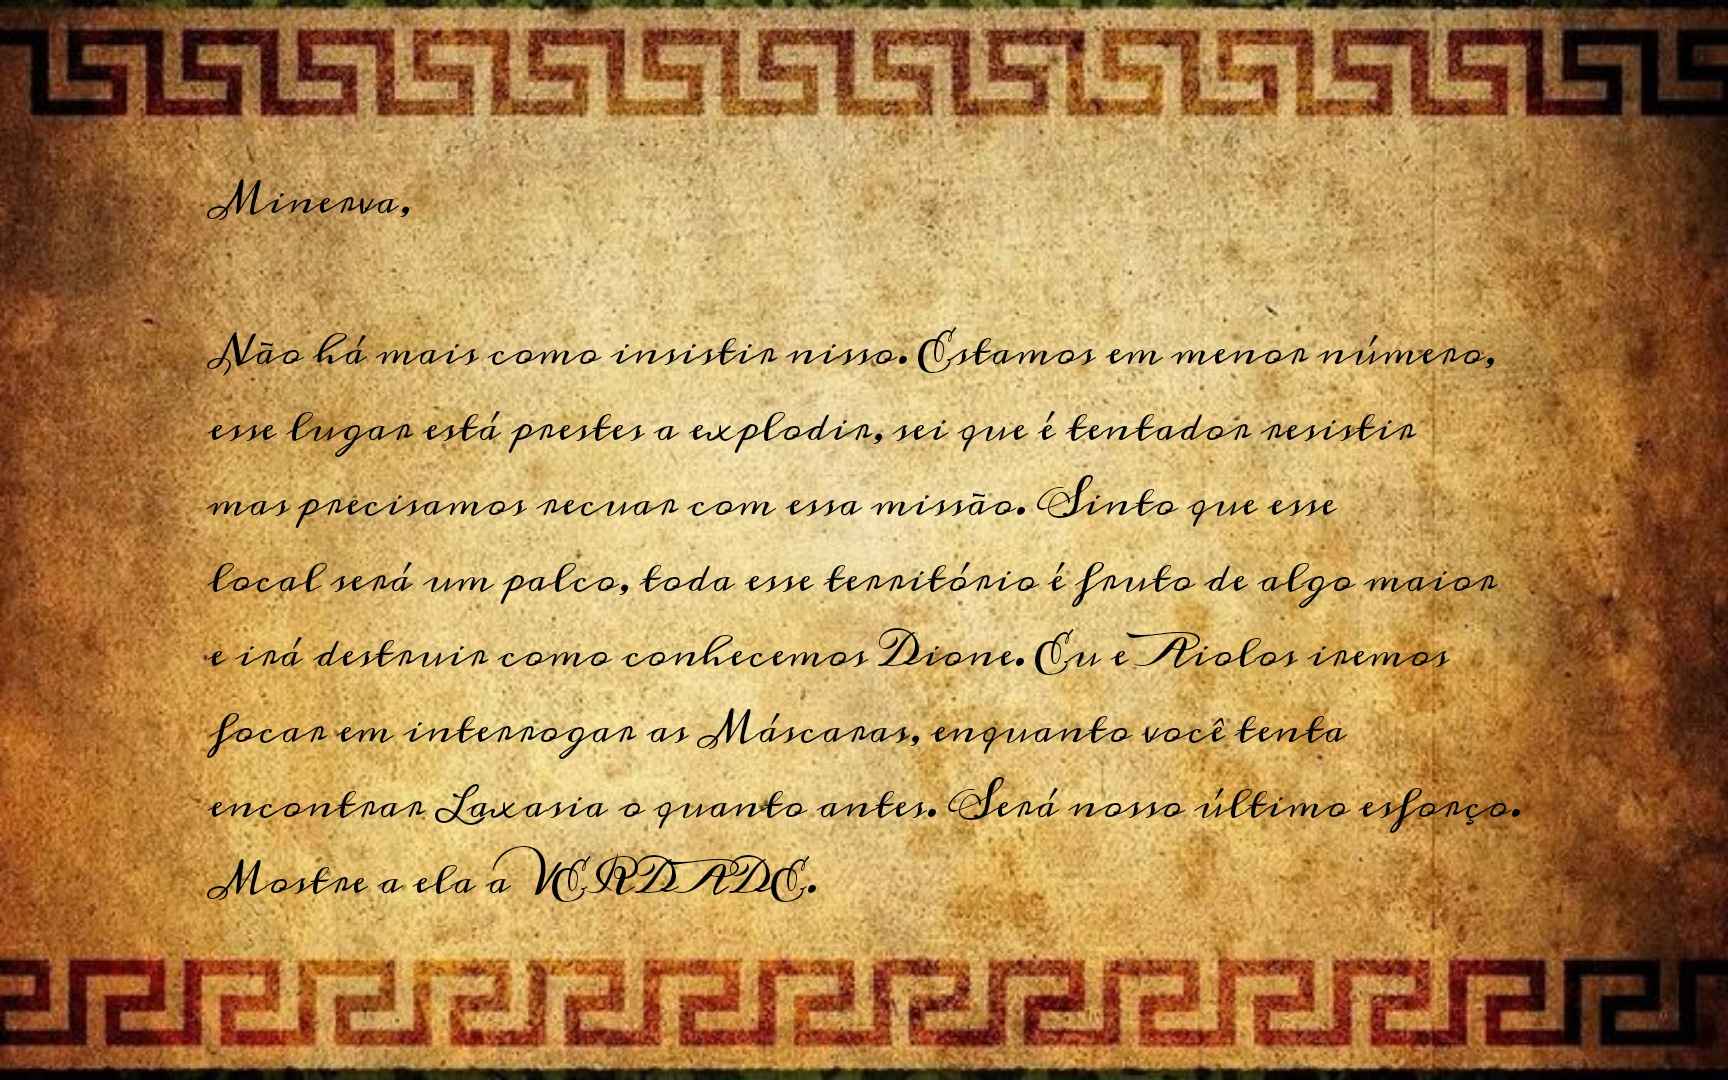 Minerva,
Não há mais como insistir nisso. Estamos em menor número,
esse lugar está prestes a explodir, sei que é tentador resistir
mas precisamos recuar com essa missão. Sinto que esse
local será um palco, toda esse território é fruto de algo maior
e irá destruir como conhecemos Dione. Eu e Aiolos iremos
focar em interrogar as Máscaras, enquanto você tenta
encontrar Laxasia o quanto antes. Será nosso último esforço.
Mostre a ela a VERDADE.